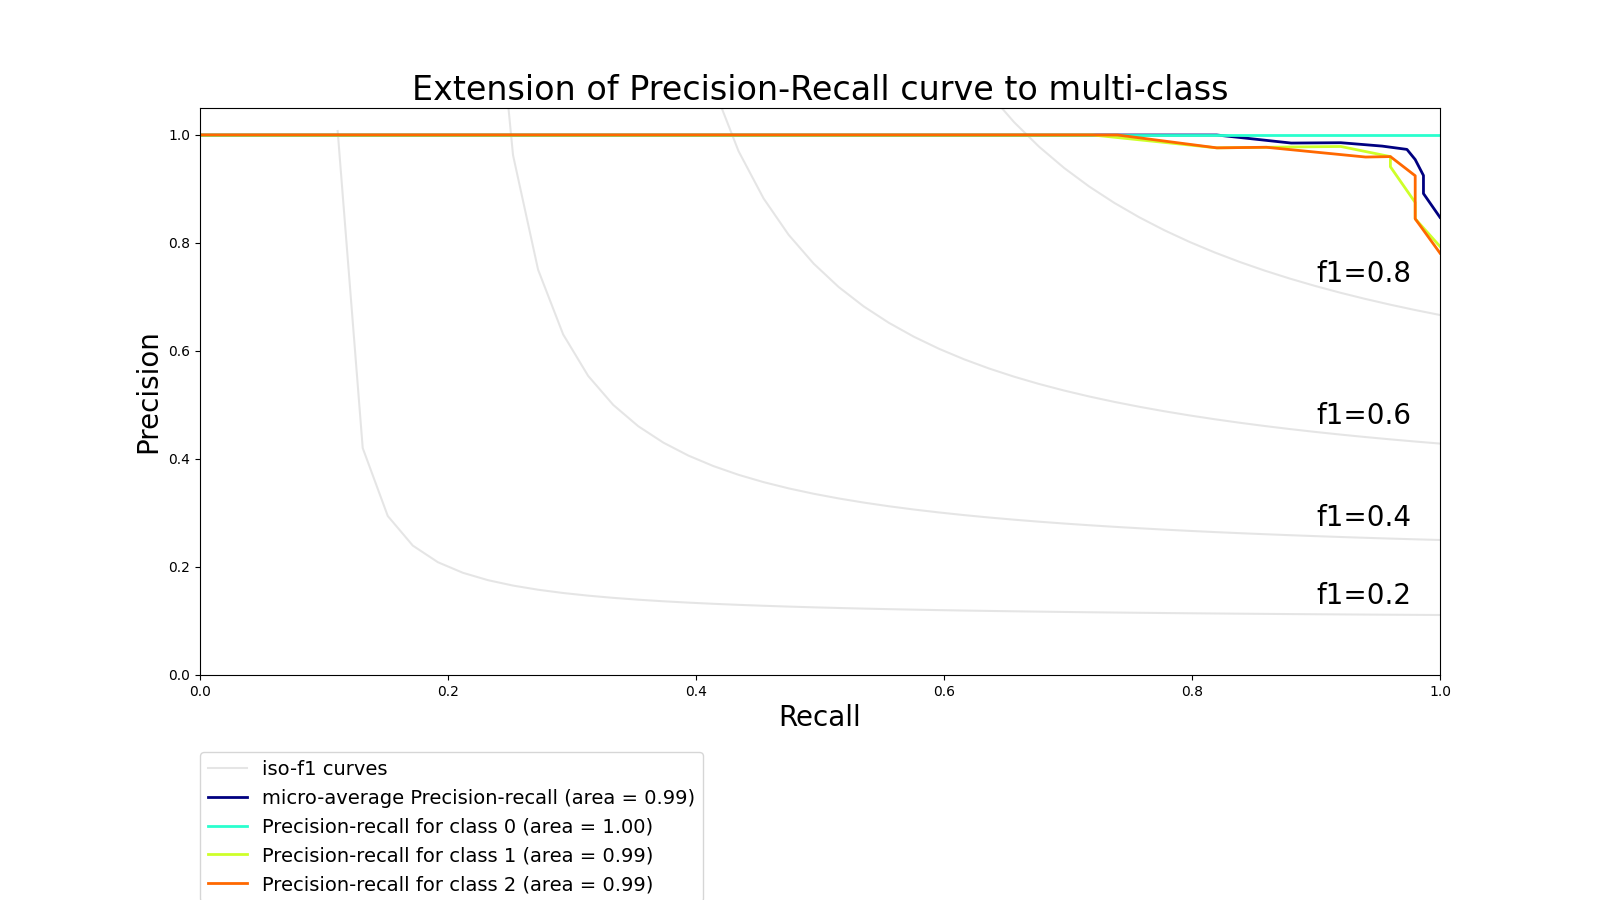 Extension of Precision-Recall curve to multi-class
1.0
0.8
0.6
0.4
0.2
0.0
Precision
f1=0.8
f1=0.6
f1=0.4
f1=0.2
0.0 0.2 0.4 0.6 0.8 1.0
Recall
iso-f1 curves
micro-average Precision-recall (area = 0.99)
Precision-recall for class 0 (area = 1.00)
Precision-recall for class 1 (area = 0.99)
Precision-recall for class 2 (area = 0.99)